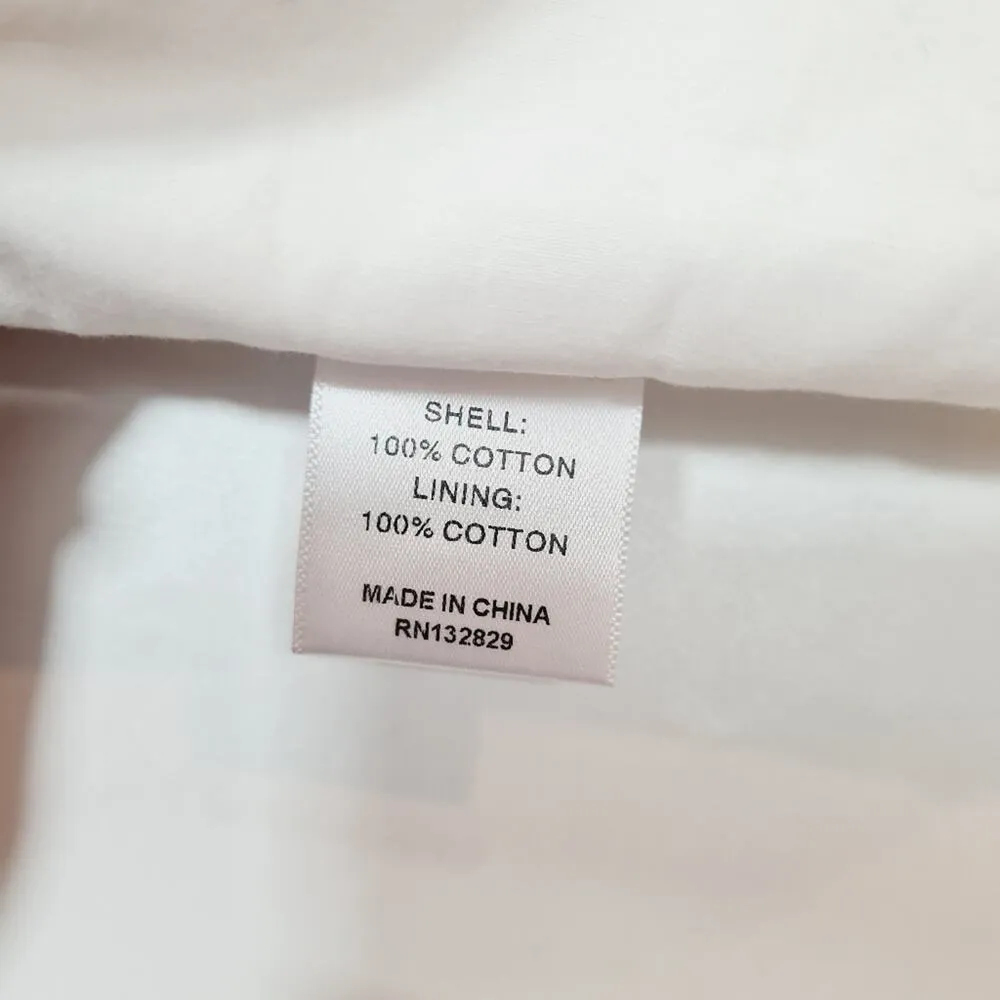 SHELL:
100% COTTON
LINING:
100% COTTON
MADE IN CHINA
RN132829